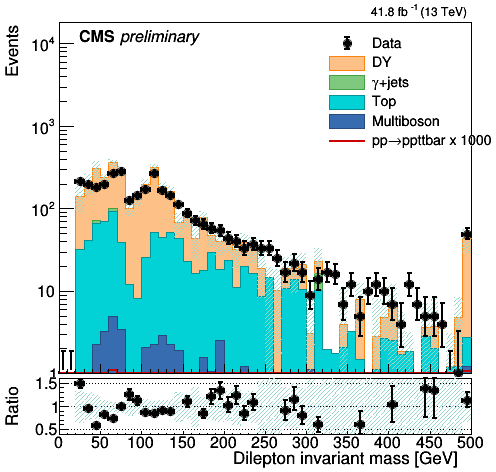 41.8 fb⁻¹ (13 TeV)
CMS preliminary
Events
Data
DY
γ+jets
Top
Multiboson
pp→ppttbar x 1000
10⁴
10³
10²
10
1
Ratio
1.5
1
0.5
0 50 100 150 200 250 300 350 400 450 500
Dilepton invariant mass [GeV]